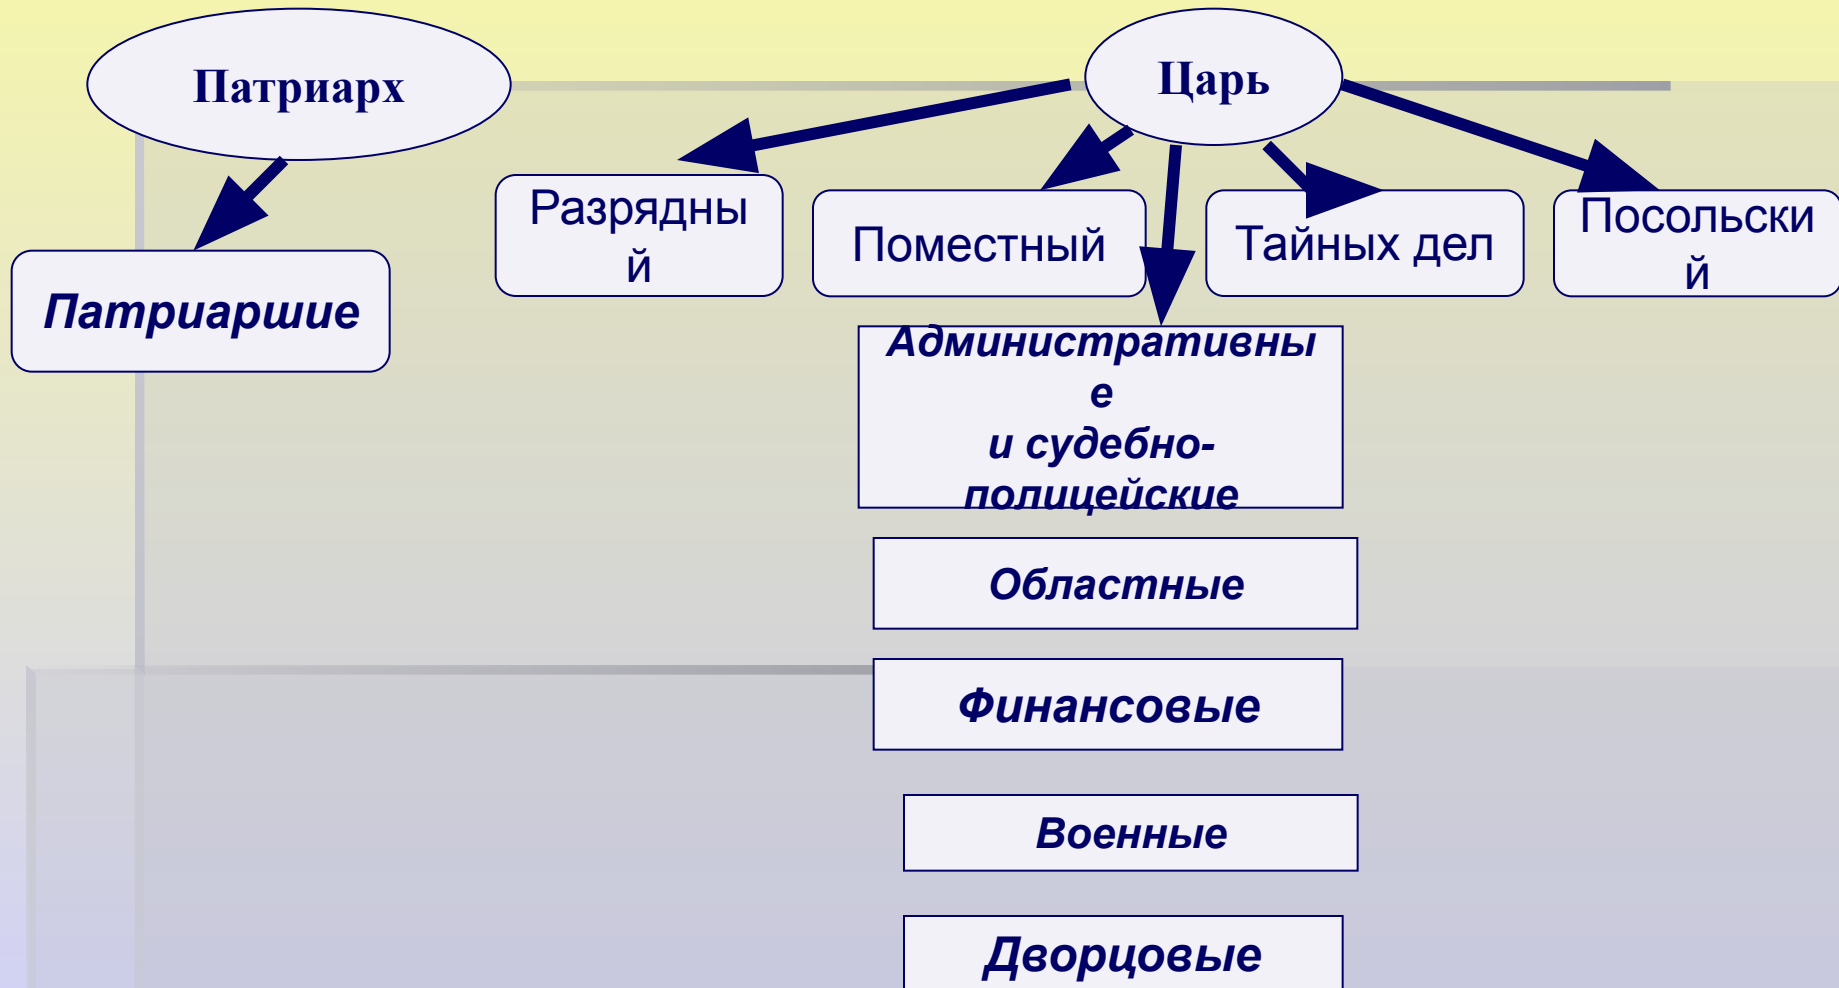 Патриарх
Царь
Патриаршие
Разрядны
й
Поместный
Тайных дел
Посольски
й
Административны
е
и судебно-
полицейские
Областные
Финансовые
Военные
Дворцовые